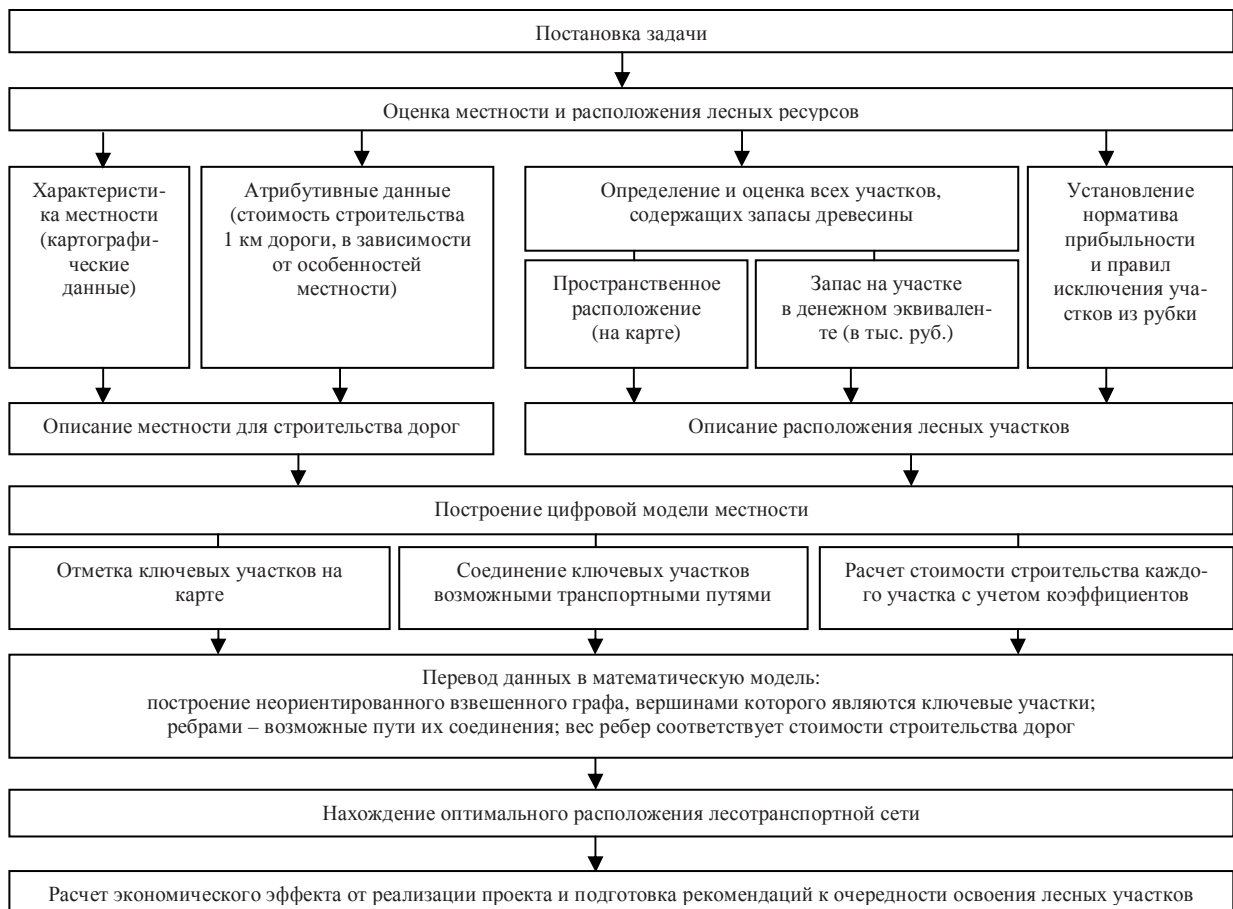 Постановка задачи
Оценка местности и расположения лесных ресурсов
Характеристи-
ка местности
(картографи-
ческие
данные)
Атрибутивные данные
(стоимость строительства
1 км дороги, в зависимости
от особенностей
местности)
Определение и оценка всех участков,
содержащих запасы древесины
Пространственное
расположение
(на карте)
Запас на участке
в денежном эквивален-
те (в тыс. руб.)
Установление
норматива
прибыльности
и правил
исключения уча-
стков из рубки
Описание местности для строительства дорог
Описание расположения лесных участков
Построение цифровой модели местности
Отметка ключевых участков на
карте
Соединение ключевых участков
возможными транспортными путями
Расчет стоимости строительства каждо-
го участка с учетом коэффициентов
Перевод данных в математическую модель:
построение неориентированного взвешенного графа, вершинами которого являются ключевые участки;
ребрами – возможные пути их соединения; вес ребер соответствует стоимости строительства дорог
Нахождение оптимального расположения лесотранспортной сети
Расчет экономического эффекта от реализации проекта и подготовка рекомендаций к очередности освоения лесных участков